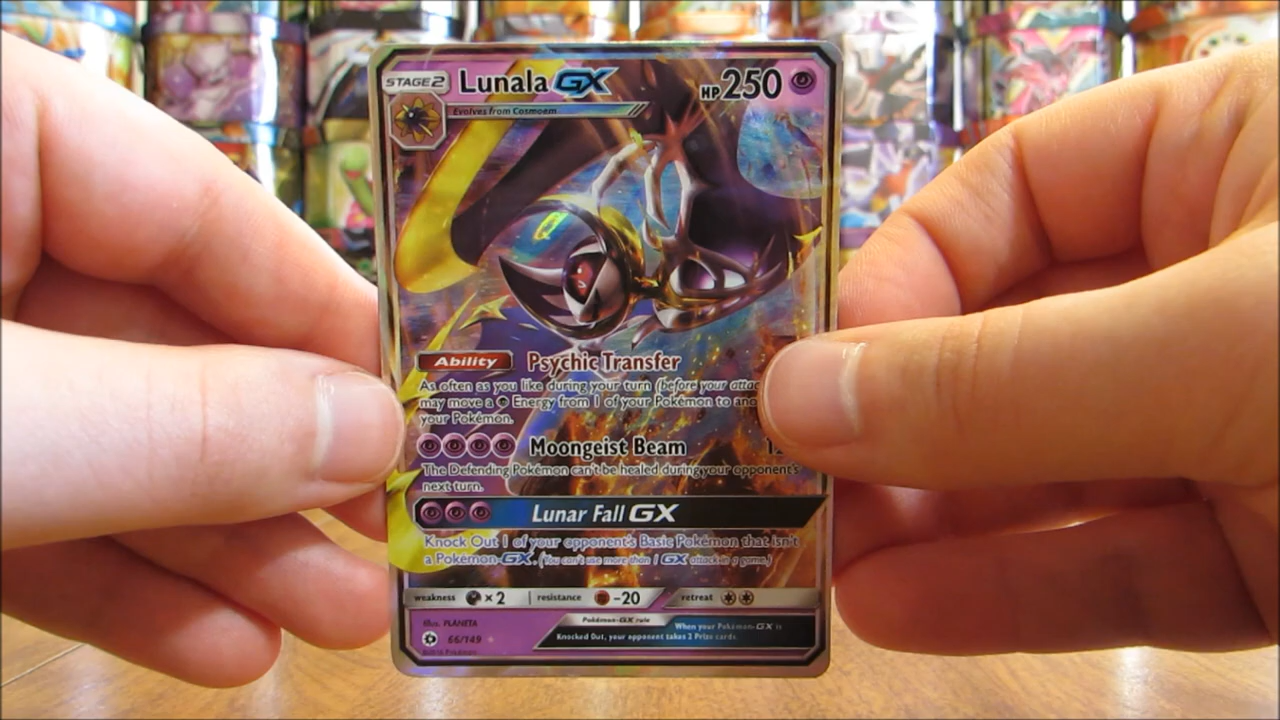 STAGE2 Lunala GX HP250
Evolves from Cosmoem
Ability Psychic Transfer
As often as you like during your turn (before your attac
may move a Energy from 1 of your Pokémon to ano
your Pokémon.
Moongeist Beam 12
The Defending Pokémon can't be healed during your opponent's
next turn.
Lunar Fall GX
Knock Out 1 of your opponent's Basic Pokémon that isn't
a Pokémon-GX. (You can't use more than 1 GX attack in a game.)
weakness ×2 resistance -20 retreat
Illus. PLANETA
66/149
©2016 Pokémon
Pokémon-GX rule
When your Pokémon-GX is
Knocked Out, your opponent takes 2 Prize cards.